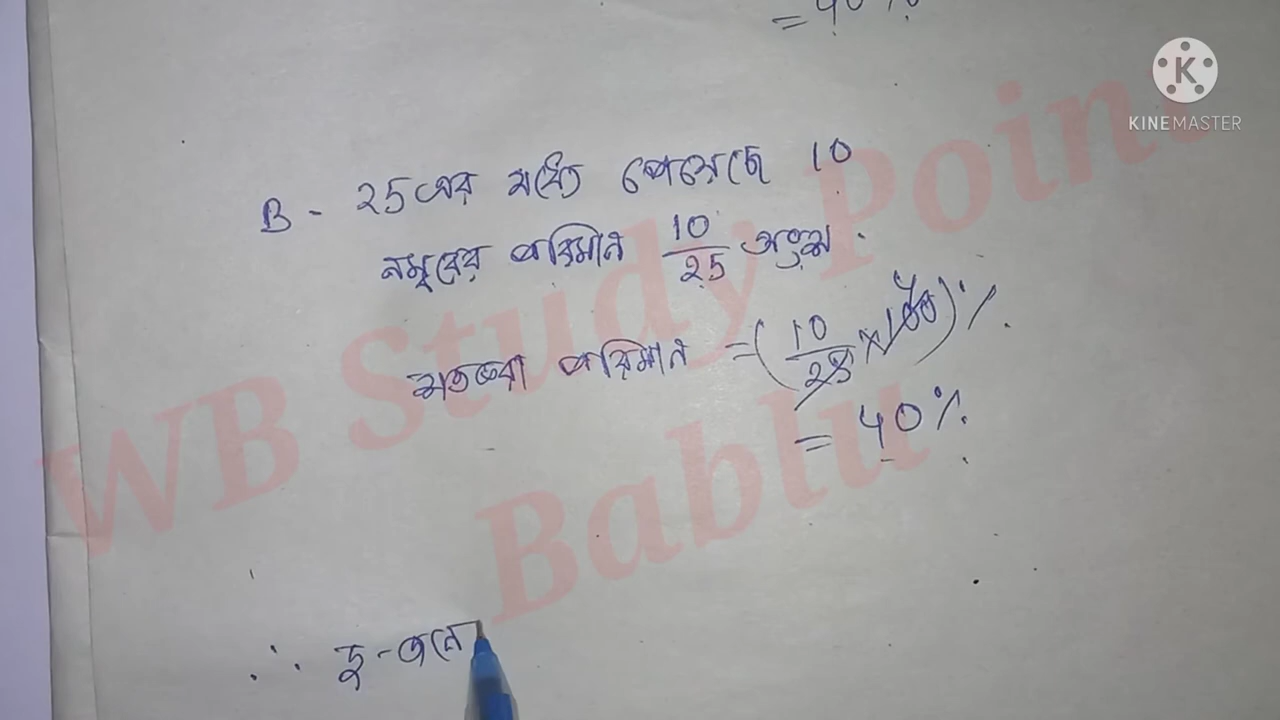 = 40%
B - 25 এর মধ্যে পেয়েছে 10
নম্বরের পরিমান 10/25 অংশ
শতকরা পরিমান = (10/25 × 100)%
= 40%
∴ দু-জনে
K
KINEMASTER
WB Study Point
Bablu